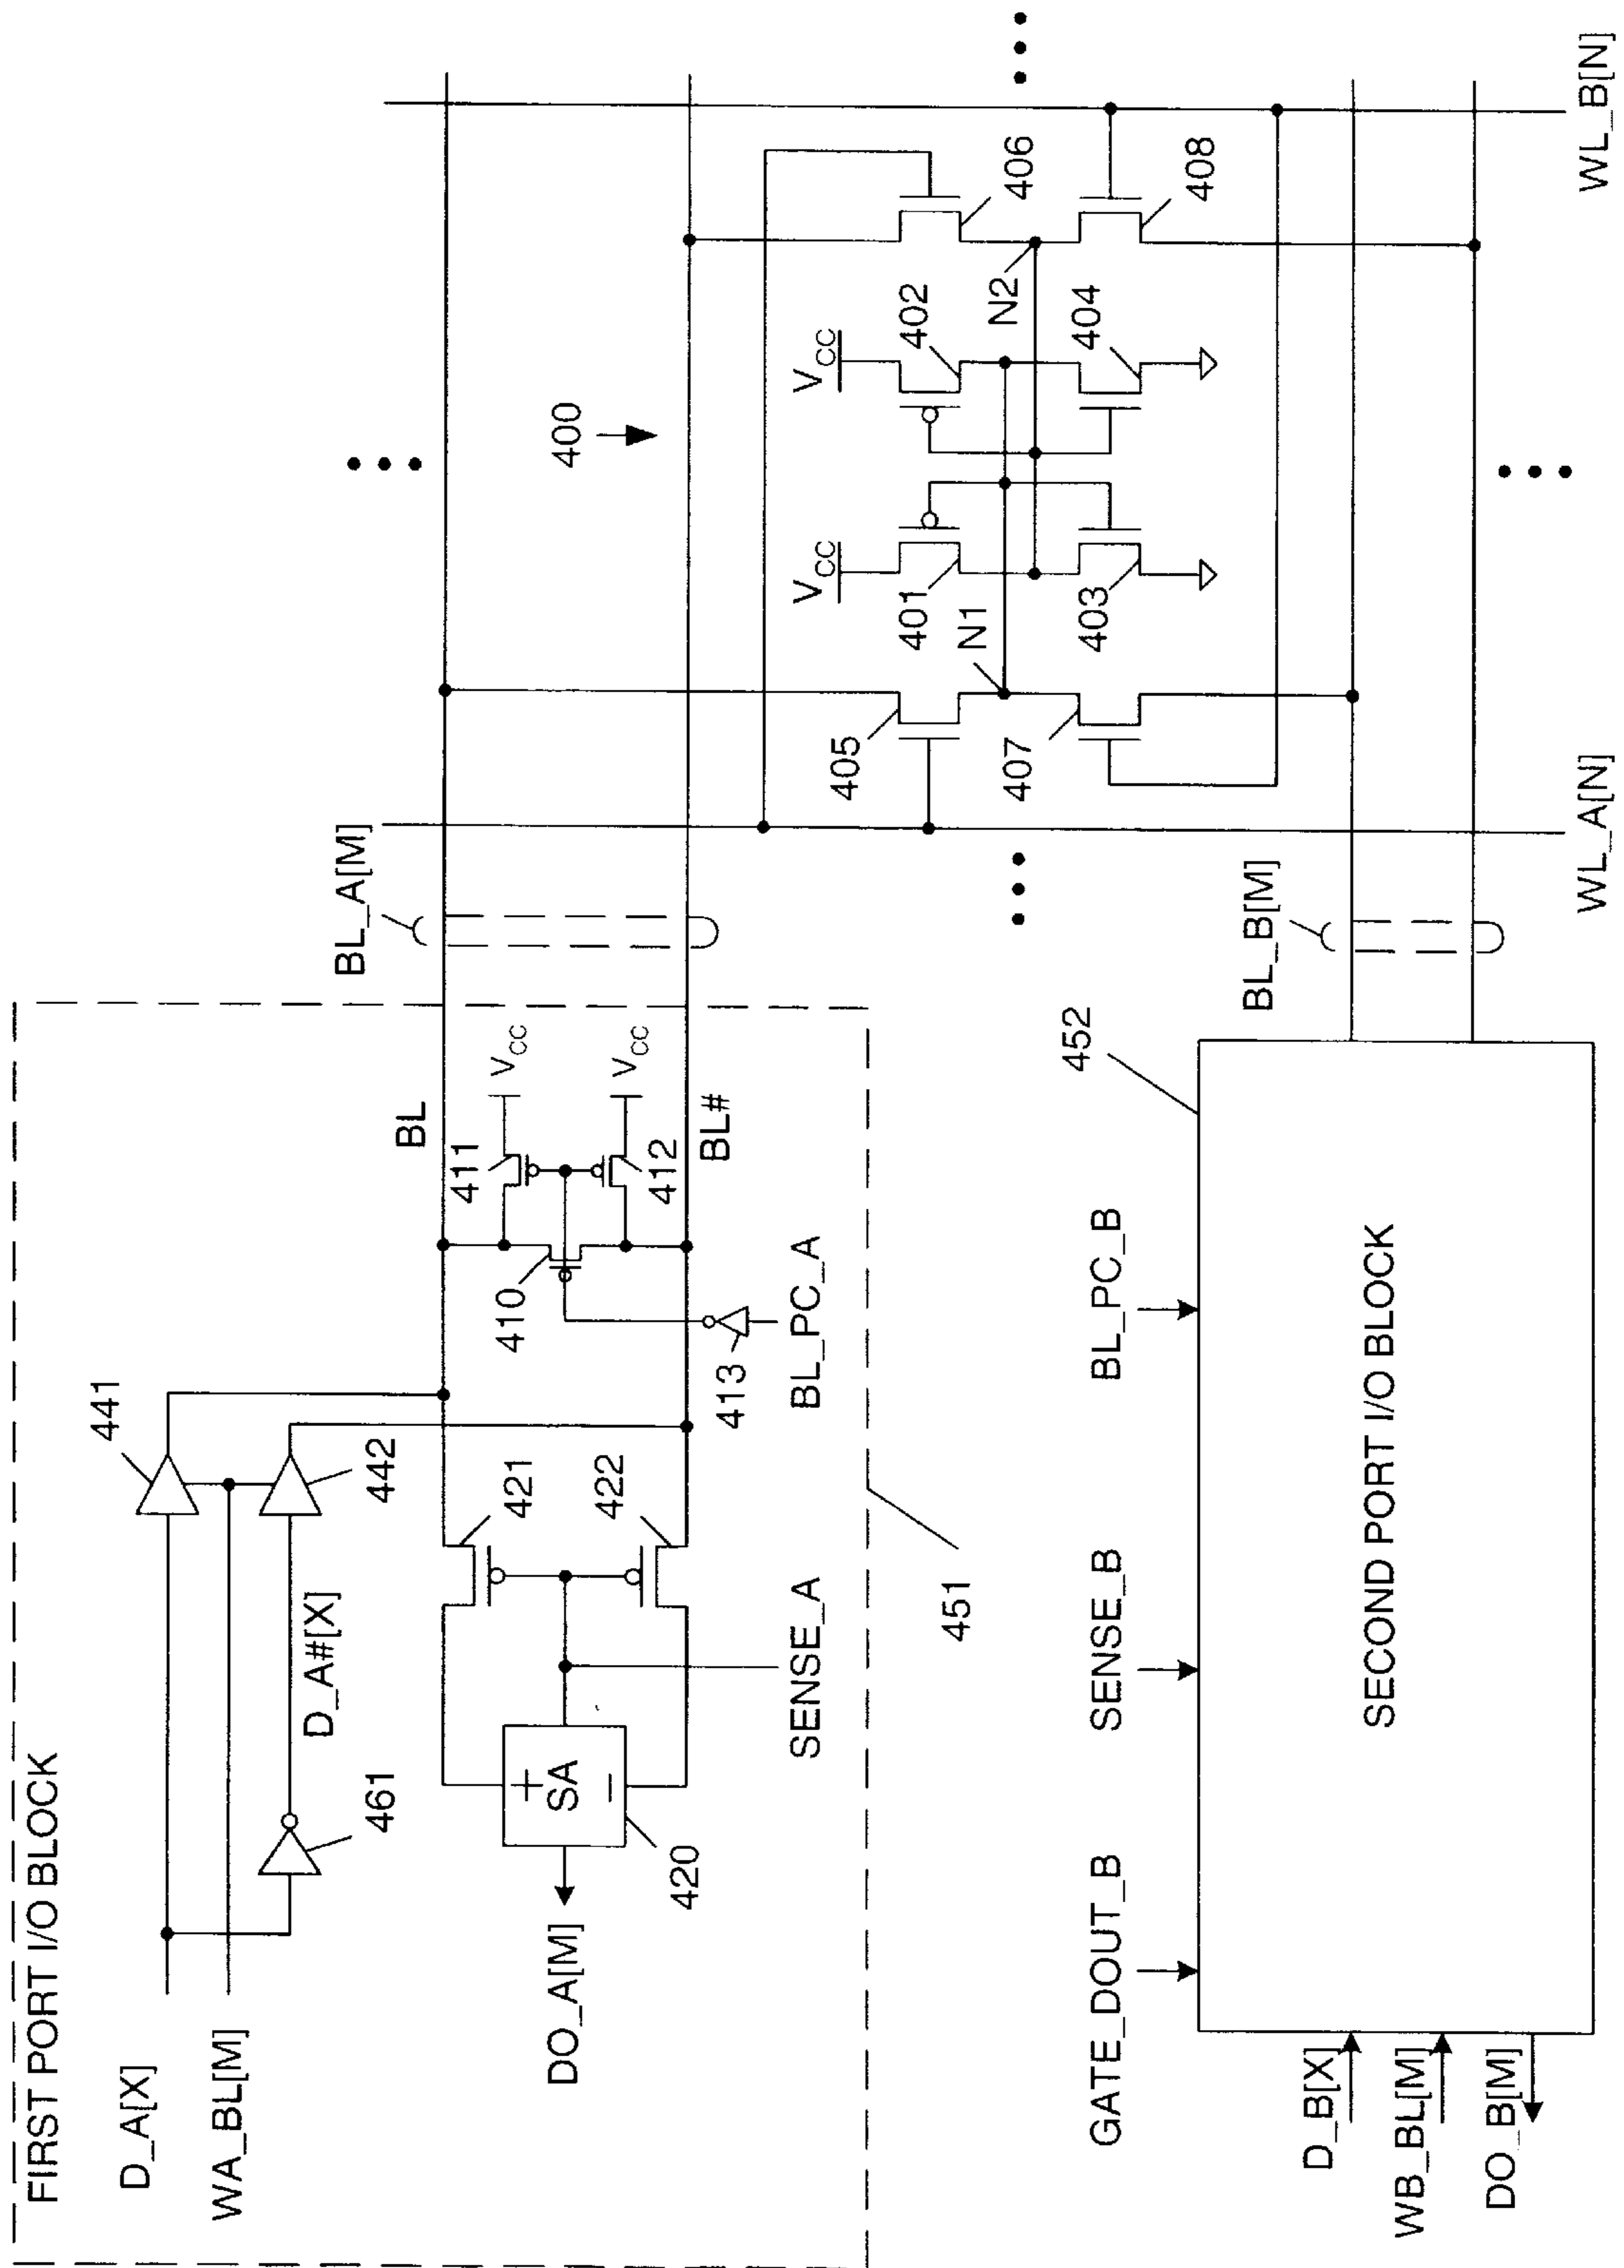 FIRST PORT I/O BLOCK
D_A[X]
WA_BL[M]
461
D_A#[X]
441
442
DO_A[M]
SA
+
−
420
421
422
SENSE_A
451
410
411
412
413
BL_PC_A
BL
BL#
VCC
VCC
BL_A[M]
400
405
407
N1
401
403
VCC
402
404
VCC
N2
406
408
WL_A[N]
WL_B[N]
BL_B[M]
452
GATE_DOUT_B
SENSE_B
BL_PC_B
SECOND PORT I/O BLOCK
D_B[X]
WB_BL[M]
DO_B[M]